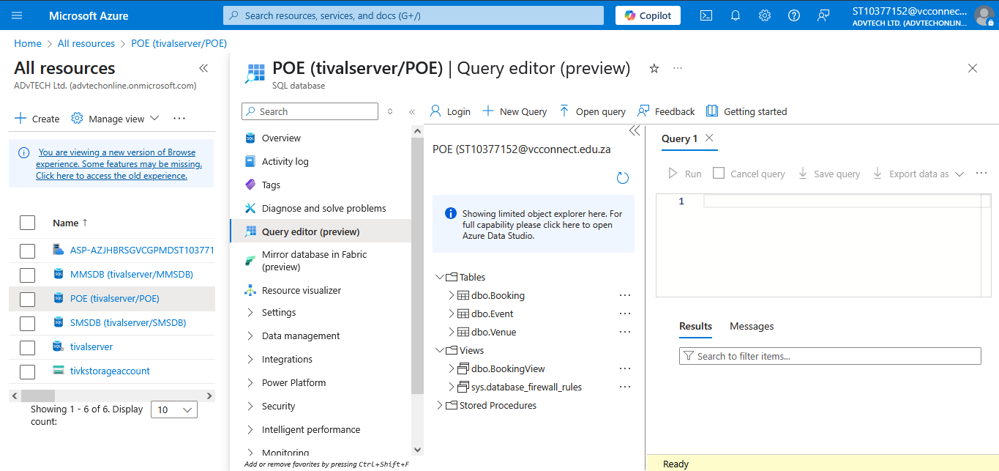 Microsoft Azure
Search resources, services, and docs (G+/)
Copilot
ST10377152@vcconnec...
ADVTECH LTD. (ADVTECHONLIN...
Home > All resources > POE (tivalserver/POE)
All resources
ADvTECH Ltd. (advtechonline.onmicrosoft.com)
Create
Manage view
You are viewing a new version of Browse
experience. Some features may be missing.
Click here to access the old experience.
Name ↑
ASP-AZJHBRSGVCGPMDST103771
MMSDB (tivalserver/MMSDB)
POE (tivalserver/POE)
SMSDB (tivalserver/SMSDB)
tivalserver
tivkstorageaccount
Showing 1 - 6 of 6. Display
count:
10
POE (tivalserver/POE) | Query editor (preview)
SQL database
Search
Overview
Activity log
Tags
Diagnose and solve problems
Query editor (preview)
Mirror database in Fabric
(preview)
Resource visualizer
Settings
Data management
Integrations
Power Platform
Security
Intelligent performance
Monitoring
Add or remove favorites by pressing Ctrl+Shift+F
Login
New Query
Open query
Feedback
Getting started
POE (ST10377152@vcconnect.edu.za
Showing limited object explorer here. For
full capability please click here to open
Azure Data Studio.
Tables
dbo.Booking
dbo.Event
dbo.Venue
Views
dbo.BookingView
sys.database_firewall_rules
Stored Procedures
Query 1
Run
Cancel query
Save query
Export data as
1
Results
Messages
Search to filter items...
Ready